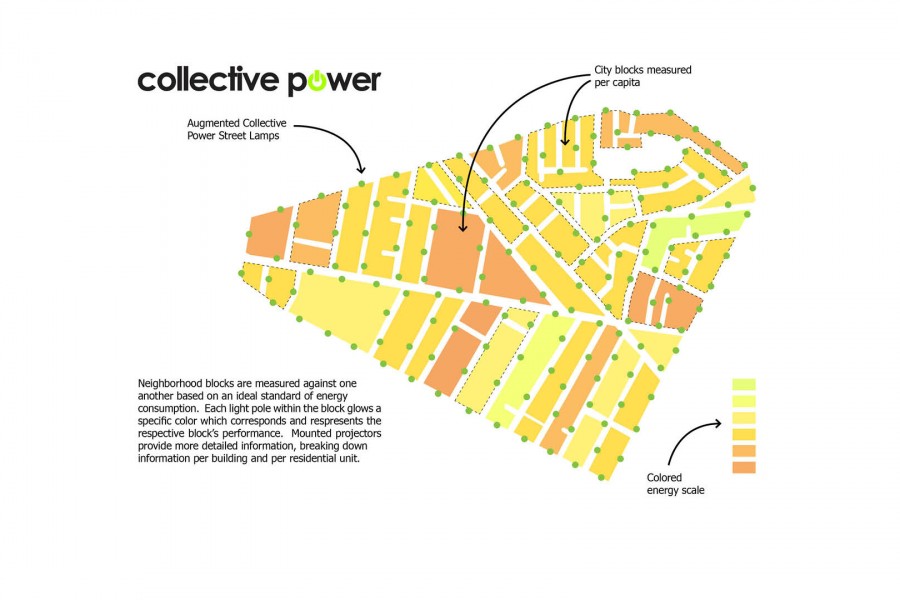 collective power
City blocks measured
per capita
Augmented Collective
Power Street Lamps
Neighborhood blocks are measured against one
another based on an ideal standard of energy
consumption. Each light pole within the block glows a
specific color which corresponds and respresents the
respective block's performance. Mounted projectors
provide more detailed information, breaking down
information per building and per residential unit.
Colored
energy scale